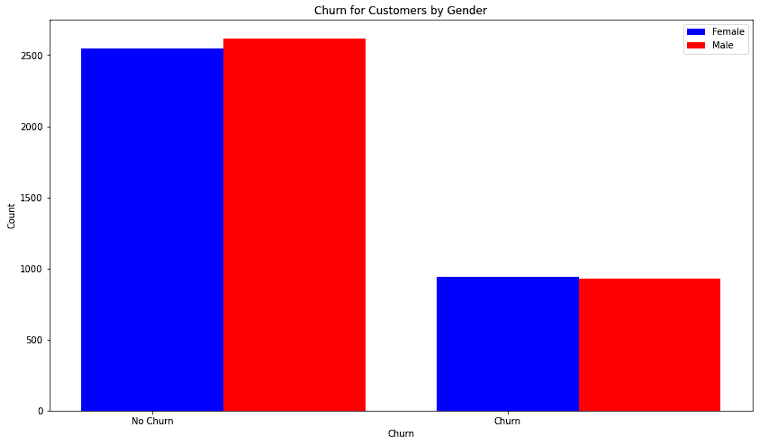 Churn for Customers by Gender
Female
Male
2500
2000
1500
1000
500
0
Count
No Churn
Churn
Churn